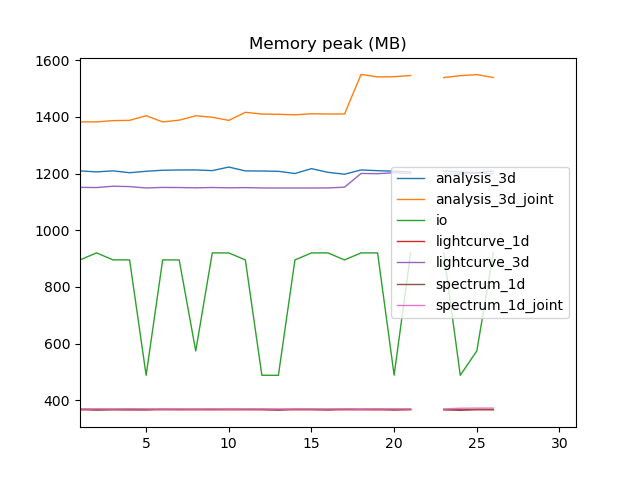 Memory peak (MB)
1600
1400
1200
1000
800
600
400
5
10
15
20
25
30
analysis_3d
analysis_3d_joint
io
lightcurve_1d
lightcurve_3d
spectrum_1d
spectrum_1d_joint